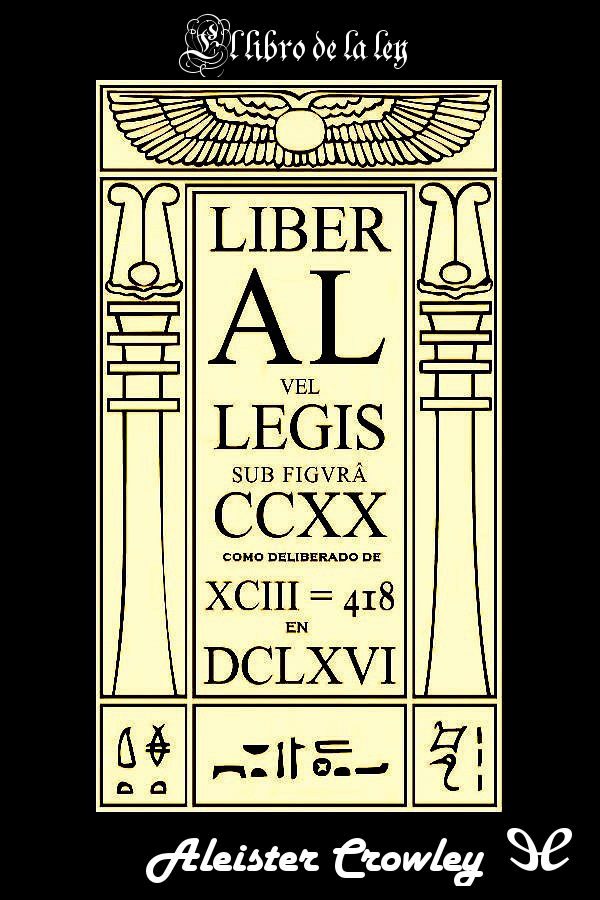 El libro de la ley
LIBER
AL
VEL
LEGIS
SUB FIGVRÂ
CCXX
COMO DELIBERADO DE
XCIII = 418
EN
DCLXVI
Aleister Crowley